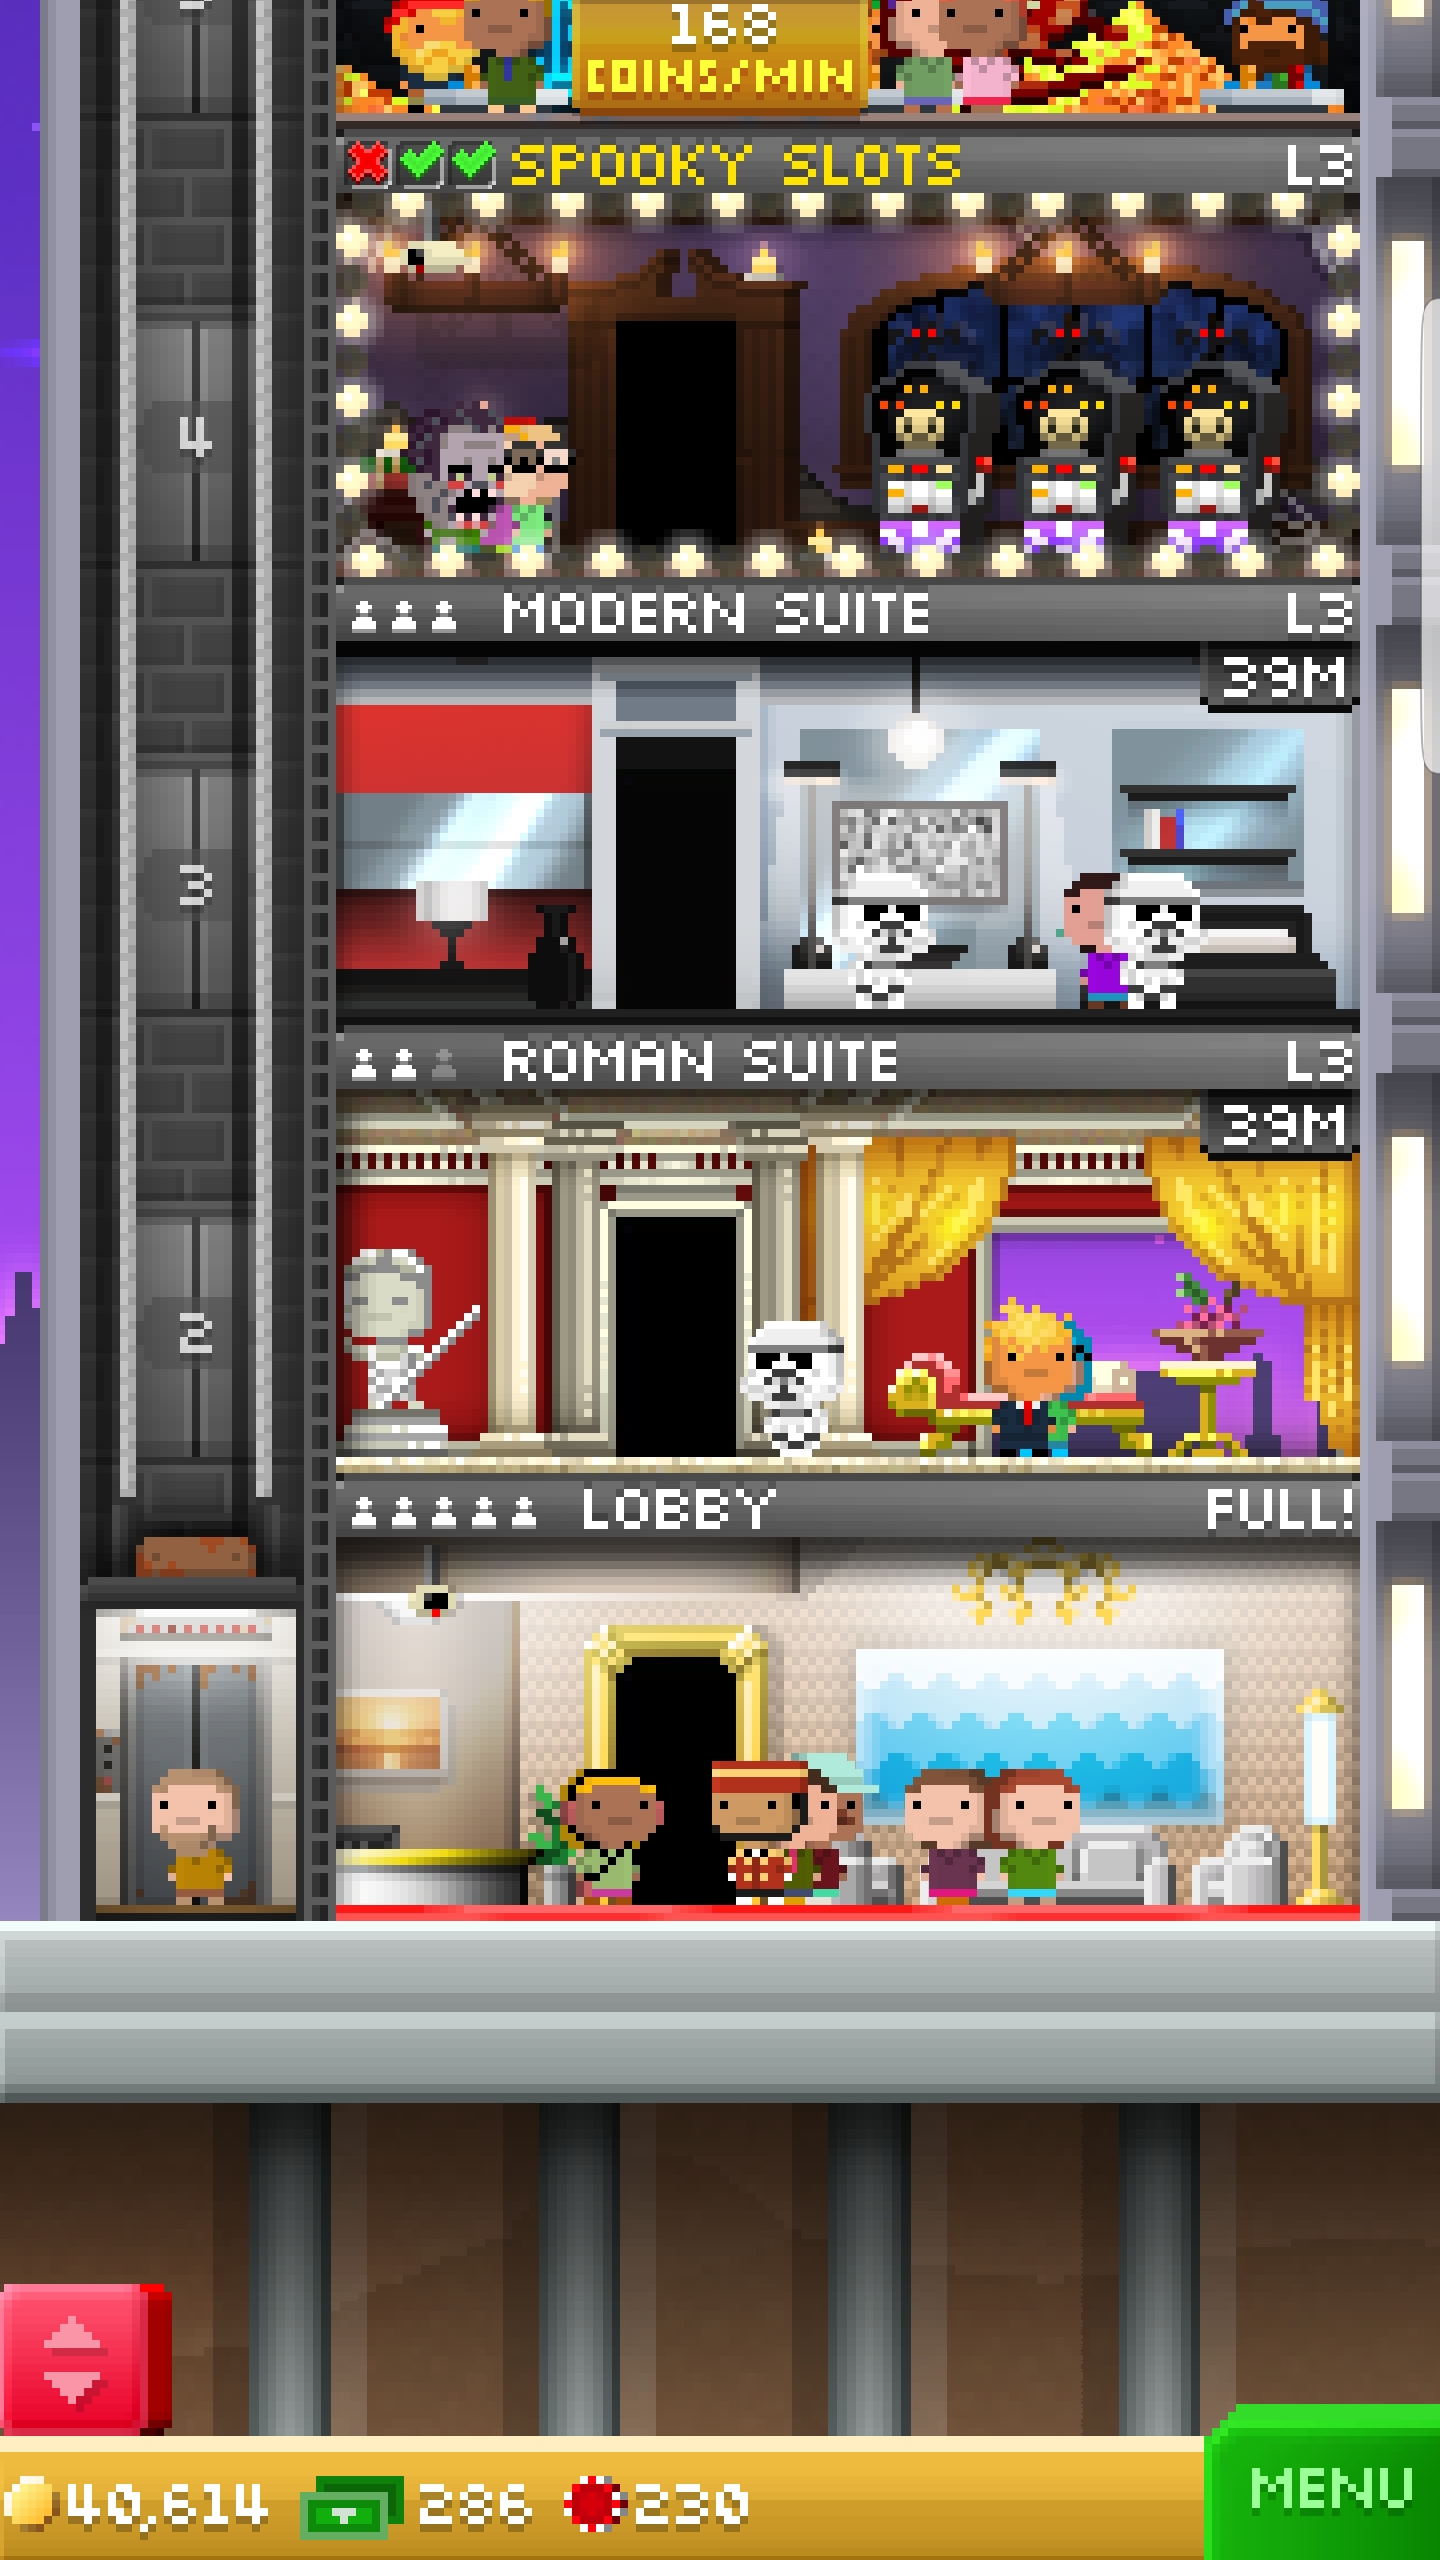 168
COINS/MIN
SPOOKY SLOTS L3
4
MODERN SUITE L3
39M
3
ROMAN SUITE L3
39M
2
LOBBY FULL!
40,614 286 230
MENU